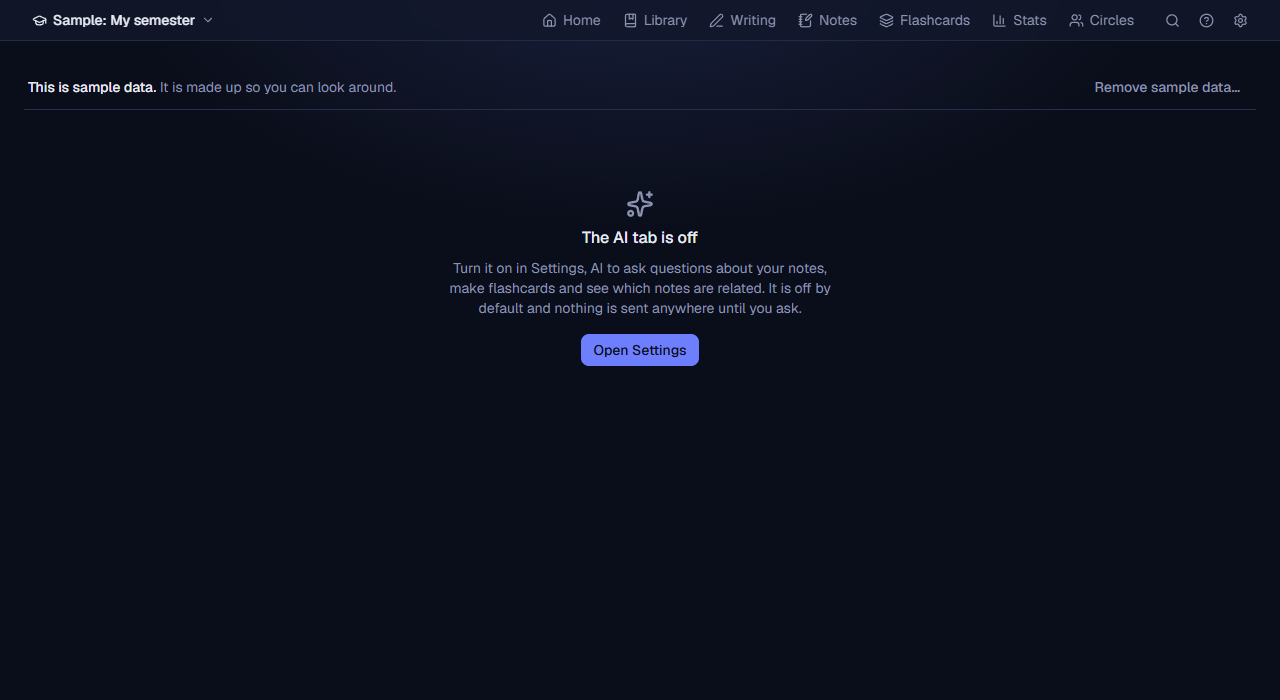 Sample: My semester
Home
Library
Writing
Notes
Flashcards
Stats
Circles
This is sample data. It is made up so you can look around.
Remove sample data...
The AI tab is off
Turn it on in Settings, AI to ask questions about your notes,
make flashcards and see which notes are related. It is off by
default and nothing is sent anywhere until you ask.
Open Settings